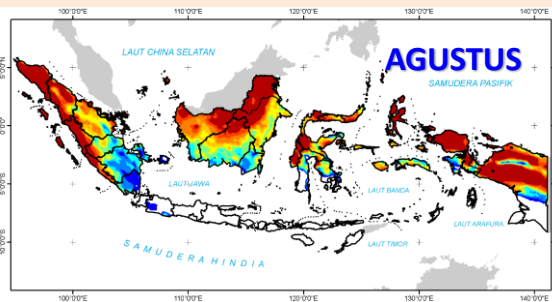 100°0'0"E 110°0'0"E 120°0'0"E 130°0'0"E 140°0'0"E
LAUT CHINA SELATAN
AGUSTUS
SAMUDERA PASIFIK
5°0'0"N
0°0'0"
5°0'0"S
10°0'0"S
LAUT JAWA
LAUT BANDA
LAUT ARAFURA
LAUT TIMOR
SAMUDERA HINDIA
100°0'0"E 110°0'0"E 120°0'0"E 130°0'0"E 140°0'0"E